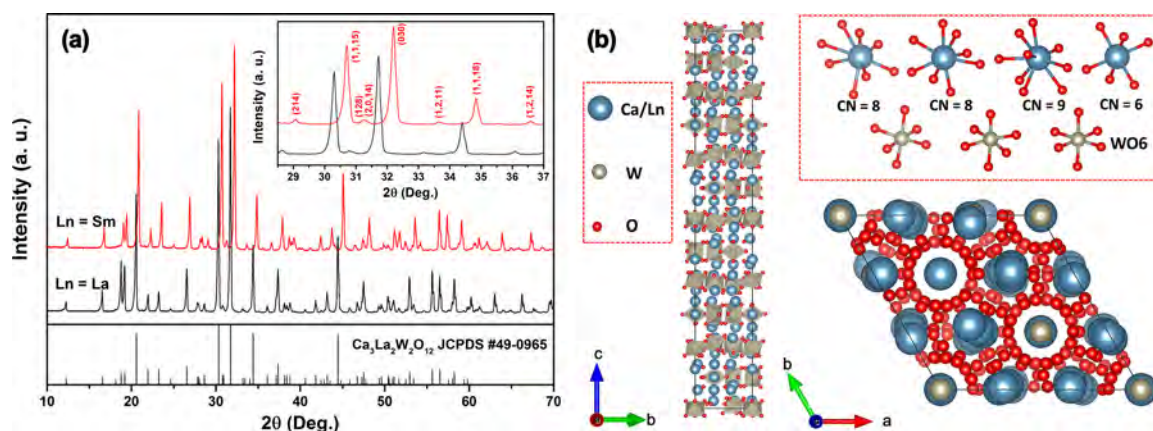 (a)
Intensity (a. u.)
Intensity (a. u.)
(214)
(1,1,15)
(128)
(2,0,14)
(030)
(1,2,11)
(1,1,18)
(1,2,14)
29 30 31 32 33 34 35 36 37
2θ (Deg.)
Ln = Sm
Ln = La
Ca₃La₂W₂O₁₂ JCPDS #49-0965
10 20 30 40 50 60 70
2θ (Deg.)
(b)
Ca/Ln
W
O
c
b
CN = 8 CN = 8 CN = 9 CN = 6
WO6
b
a